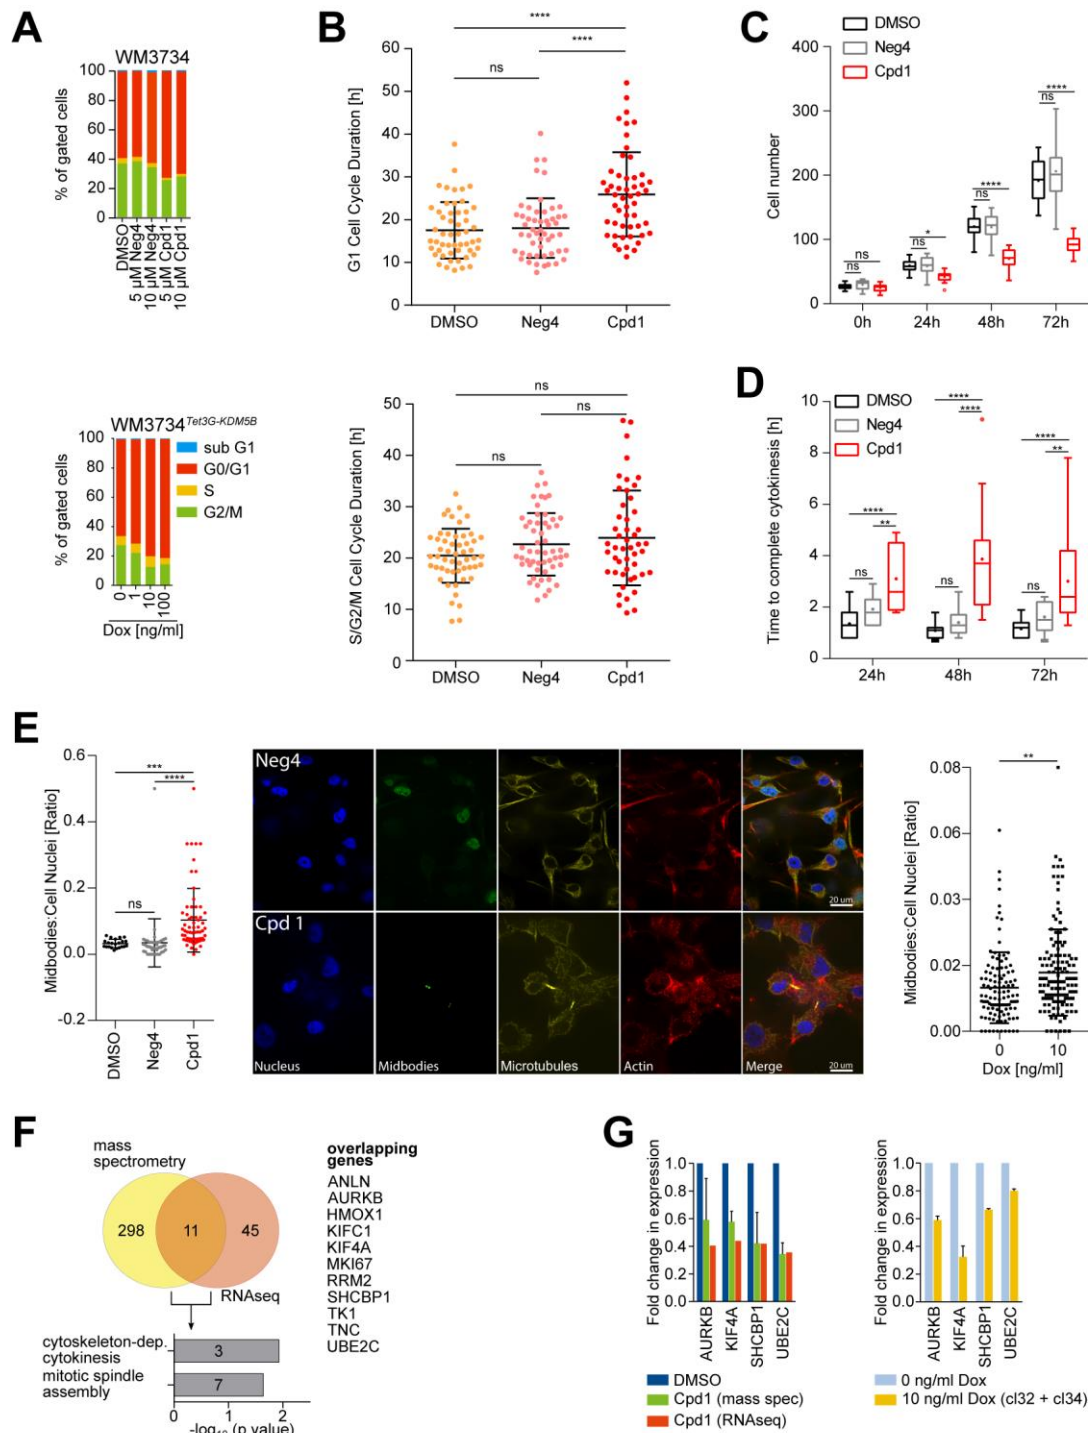 A
WM3734
% of gated cells
100
80
60
40
20
0
DMSO
5 µM Neg4
10 µM Neg4
5 µM Cpd1
10 µM Cpd1
WM3734 Tet3G-KDM5B
% of gated cells
100
80
60
40
20
0
0
1
10
100
Dox [ng/ml]
sub G1
G0/G1
S
G2/M
B
G1 Cell Cycle Duration [h]
60
50
40
30
20
10
0
****
****
ns
DMSO
Neg4
Cpd1
S/G2/M Cell Cycle Duration [h]
50
40
30
20
10
0
ns
ns
ns
DMSO
Neg4
Cpd1
C
DMSO
Neg4
Cpd1
Cell number
400
300
200
100
0
ns
ns
*
ns
****
ns
****
ns
0h
24h
48h
72h
D
DMSO
Neg4
Cpd1
Time to complete cytokinesis [h]
10
8
6
4
2
0
****
**
ns
****
****
ns
****
**
ns
24h
48h
72h
E
Midbodies:Cell Nuclei [Ratio]
0.6
0.4
0.2
0.0
-0.2
***
****
ns
DMSO
Neg4
Cpd1
Neg4
20 um
Cpd 1
Nucleus
Midbodies
Microtubules
Actin
Merge
20 um
Midbodies:Cell Nuclei [Ratio]
0.08
0.06
0.03
0.02
0.00
**
0
10
Dox [ng/ml]
F
mass
spectrometry
298
11
45
RNAseq
cytoskeleton-dep.
cytokinesis
3
mitotic spindle
assembly
7
0
1
2
-log₁₀ (p value)
overlapping
genes
ANLN
AURKB
HMOX1
KIFC1
KIF4A
MKI67
RRM2
SHCBP1
TK1
TNC
UBE2C
G
Fold change in expression
1.0
0.8
0.6
0.4
0.2
0.0
AURKB
KIF4A
SHCBP1
UBE2C
DMSO
Cpd1 (mass spec)
Cpd1 (RNAseq)
Fold change in expression
1.0
0.8
0.6
0.4
0.2
0.0
AURKB
KIF4A
SHCBP1
UBE2C
0 ng/ml Dox
10 ng/ml Dox (cl32 + cl34)